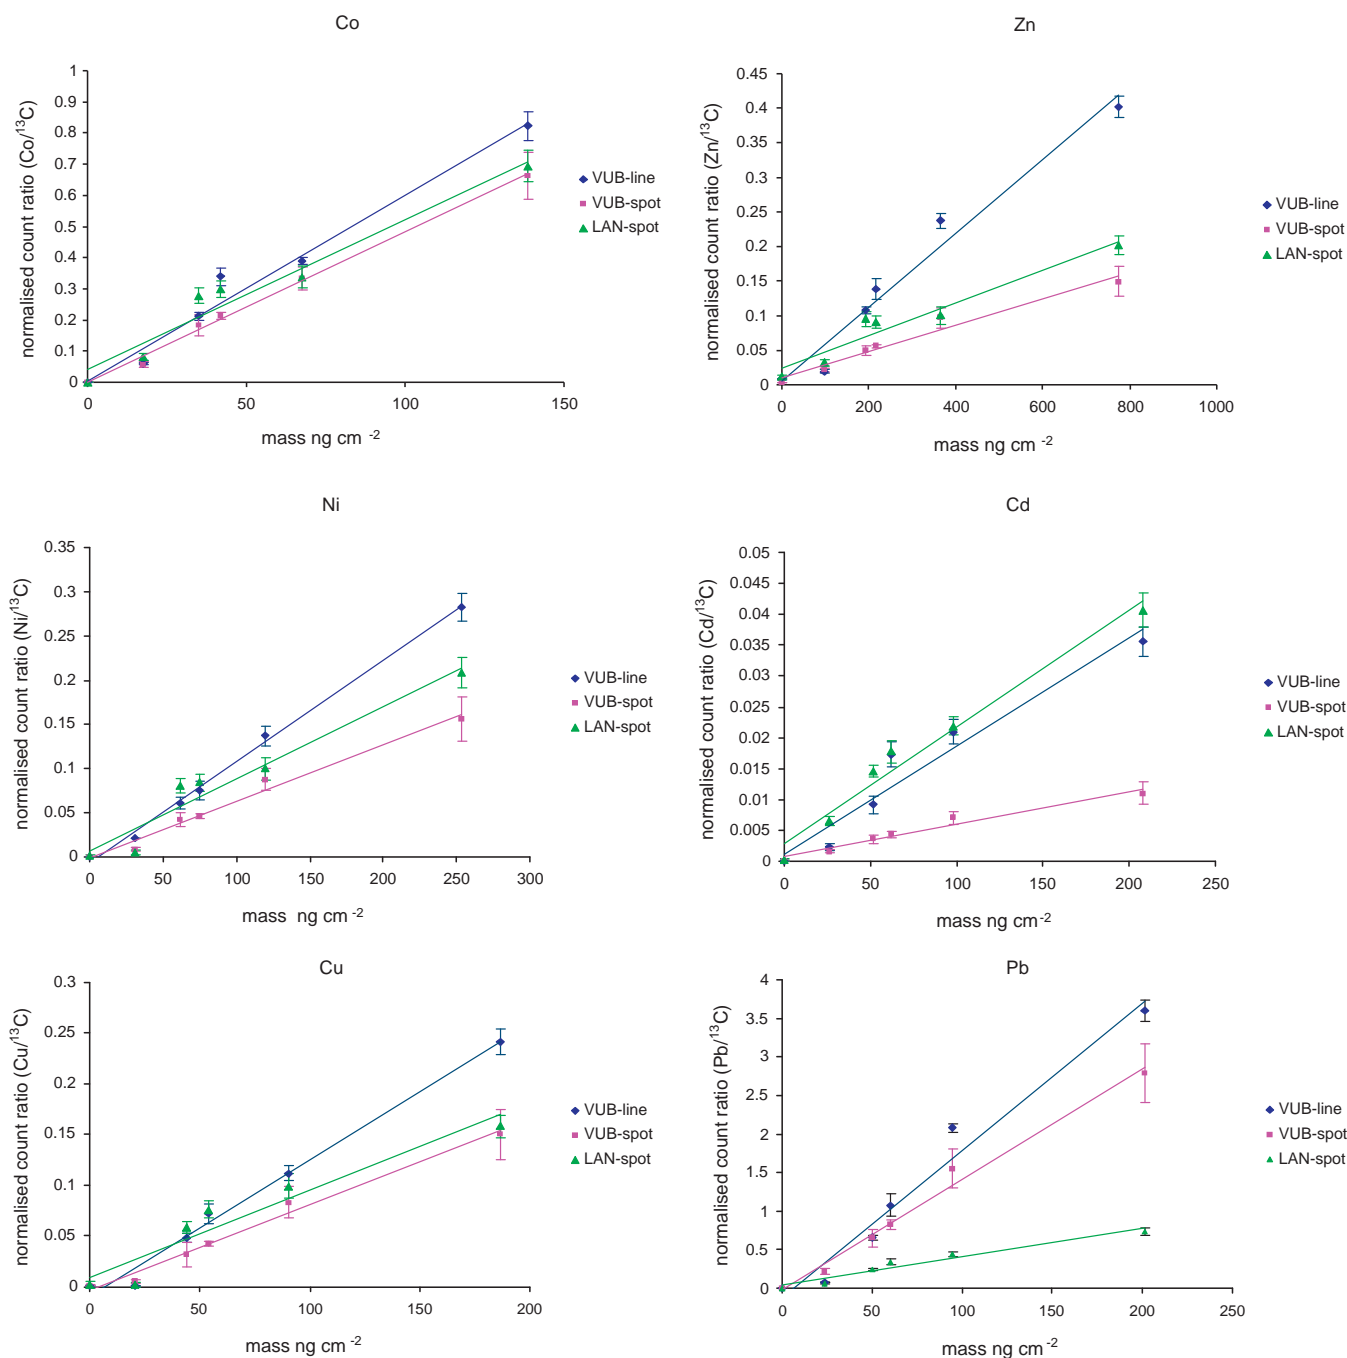 Co
normalised count ratio (Co/¹³C)
1
0.9
0.8
0.7
0.6
0.5
0.4
0.3
0.2
0.1
0
0 50 100 150
mass ng cm ⁻²
VUB-line
VUB-spot
LAN-spot
Zn
normalised count ratio (Zn/¹³C)
0.45
0.4
0.35
0.3
0.25
0.2
0.15
0.1
0.05
0
0 200 400 600 800 1000
mass ng cm ⁻²
VUB-line
VUB-spot
LAN-spot
Ni
normalised count ratio (Ni/¹³C)
0.35
0.3
0.25
0.2
0.15
0.1
0.05
0
0 50 100 150 200 250 300
mass ng cm ⁻²
VUB-line
VUB-spot
LAN-spot
Cd
normalised count ratio (Cd/¹³C)
0.05
0.045
0.04
0.035
0.03
0.025
0.02
0.015
0.01
0.005
0
0 50 100 150 200 250
mass ng cm⁻²
VUB-line
VUB-spot
LAN-spot
Cu
normalised count ratio (Cu/¹³C)
0.3
0.25
0.2
0.15
0.1
0.05
0
0 50 100 150 200
mass ng cm ⁻²
VUB-line
VUB-spot
LAN-spot
Pb
normalised count ratio (Pb/¹³C)
4
3.5
3
2.5
2
1.5
1
0.5
0
0 50 100 150 200 250
mass ng cm ⁻²
VUB-line
VUB-spot
LAN-spot